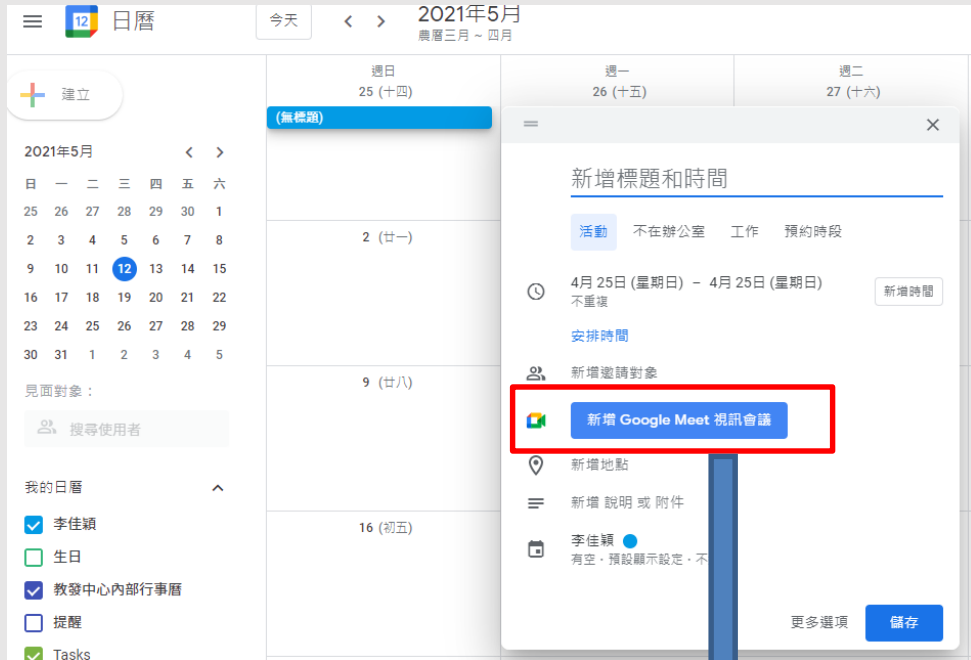 12 日曆
今天
2021年5月
農曆三月 ~ 四月
建立
2021年5月
日 一 二 三 四 五 六
25 26 27 28 29 30 1
2 3 4 5 6 7 8
9 10 11 12 13 14 15
16 17 18 19 20 21 22
23 24 25 26 27 28 29
30 31 1 2 3 4 5
見面對象：
搜尋使用者
我的日曆
李佳穎
生日
教發中心內部行事曆
提醒
Tasks
週日
25 (十四)
(無標題)
2 (廿一)
9 (廿八)
16 (初五)
週一
26 (十五)
週二
27 (十六)
新增標題和時間
活動 不在辦公室 工作 預約時段
4月 25日 (星期日) – 4月 25日 (星期日)
不重複
新增時間
安排時間
新增邀請對象
新增 Google Meet 視訊會議
新增地點
新增 說明 或 附件
李佳穎
有空・預設顯示設定・不
更多選項
儲存